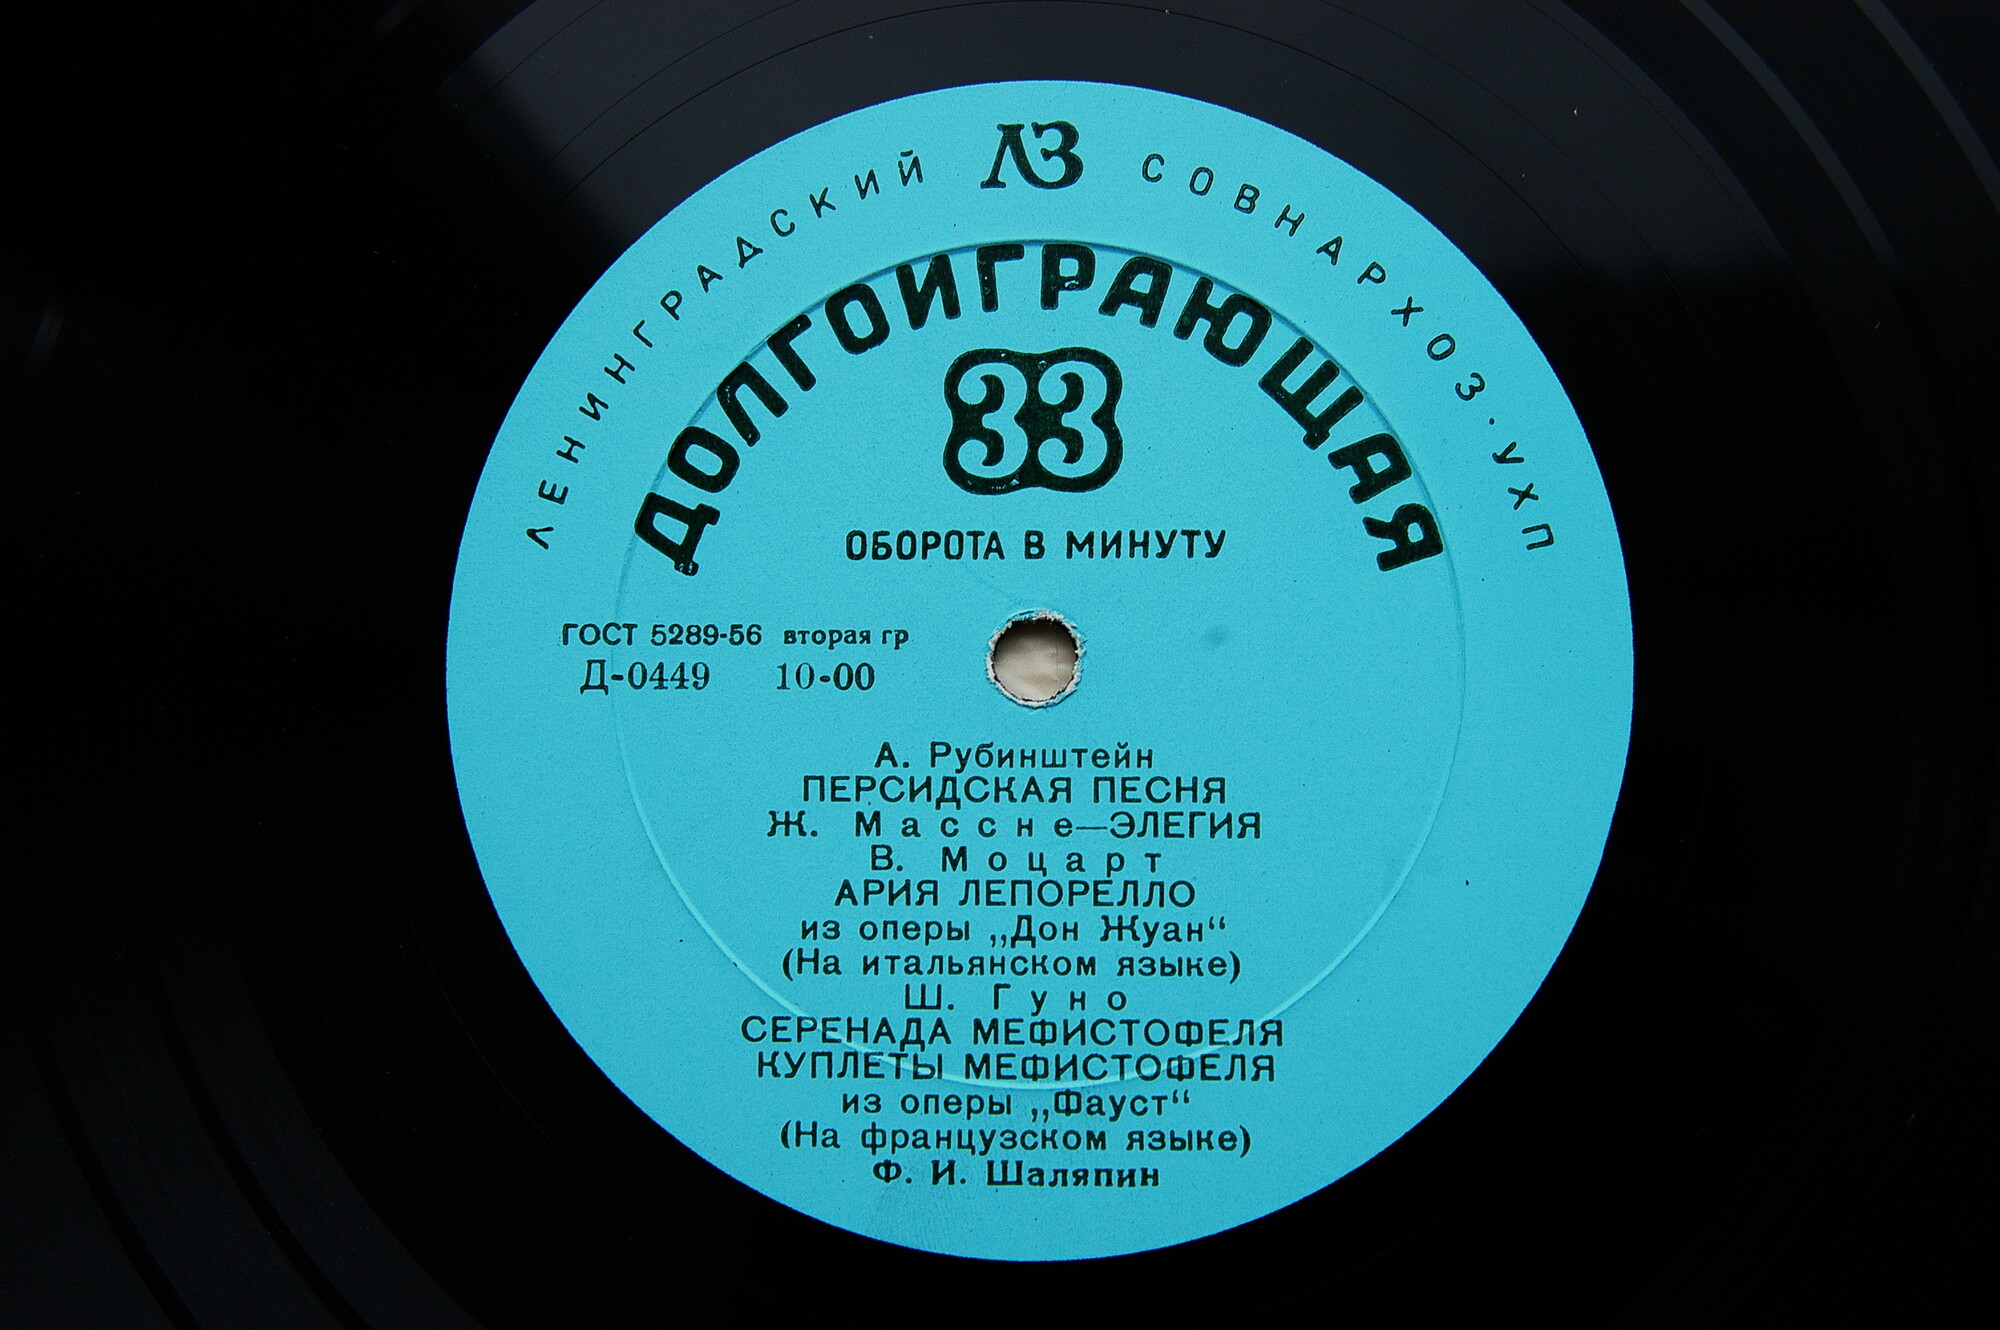 ЛЕНИНГРАДСКИЙ ЛЗ СОВНАРХОЗ · УХП
ДОЛГОИГРАЮЩАЯ
33
ОБОРОТА В МИНУТУ
ГОСТ 5289-56 вторая гр
Д-0449 10-00
А. Рубинштейн
ПЕРСИДСКАЯ ПЕСНЯ
Ж. Массне—ЭЛЕГИЯ
В. Моцарт
АРИЯ ЛЕПОРЕЛЛО
из оперы „Дон Жуан“
(На итальянском языке)
Ш. Гуно
СЕРЕНАДА МЕФИСТОФЕЛЯ
КУПЛЕТЫ МЕФИСТОФЕЛЯ
из оперы „Фауст“
(На французском языке)
Ф. И. Шаляпин